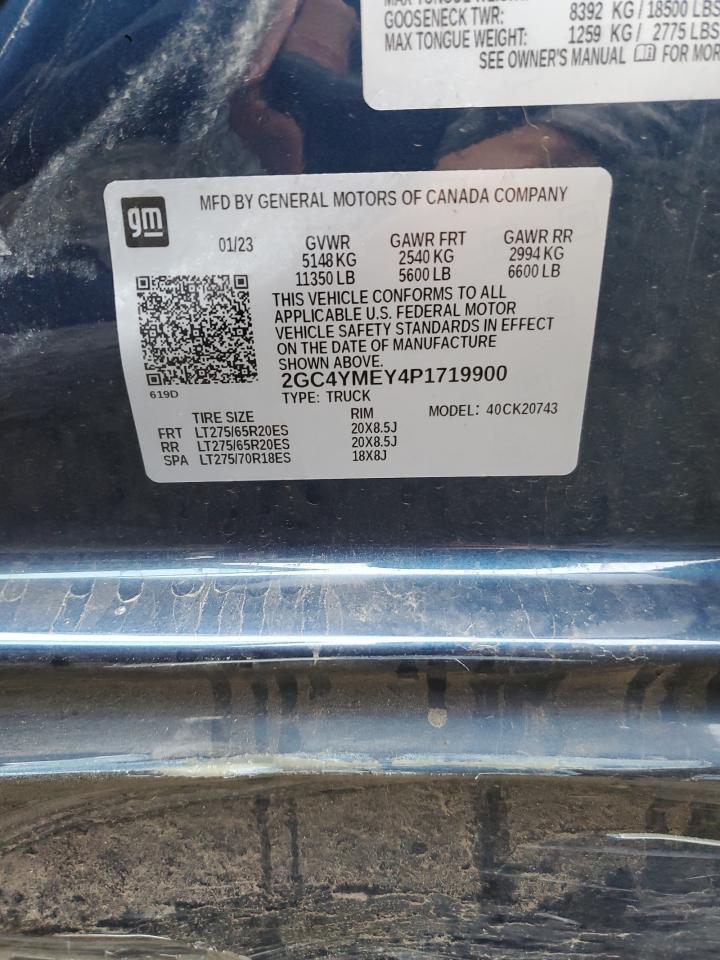 GOOSENECK TWR: 8392 KG / 18500 LBS
MAX TONGUE WEIGHT: 1259 KG / 2775 LBS
SEE OWNER'S MANUAL FOR MOR
gm
MFD BY GENERAL MOTORS OF CANADA COMPANY
01/23 GVWR GAWR FRT GAWR RR
5148 KG 2540 KG 2994 KG
11350 LB 5600 LB 6600 LB
THIS VEHICLE CONFORMS TO ALL
APPLICABLE U.S. FEDERAL MOTOR
VEHICLE SAFETY STANDARDS IN EFFECT
ON THE DATE OF MANUFACTURE
SHOWN ABOVE.
2GC4YMEY4P1719900
619D
TYPE: TRUCK MODEL: 40CK20743
TIRE SIZE RIM
FRT LT275/65R20ES 20X8.5J
RR LT275/65R20ES 20X8.5J
SPA LT275/70R18ES 18X8J